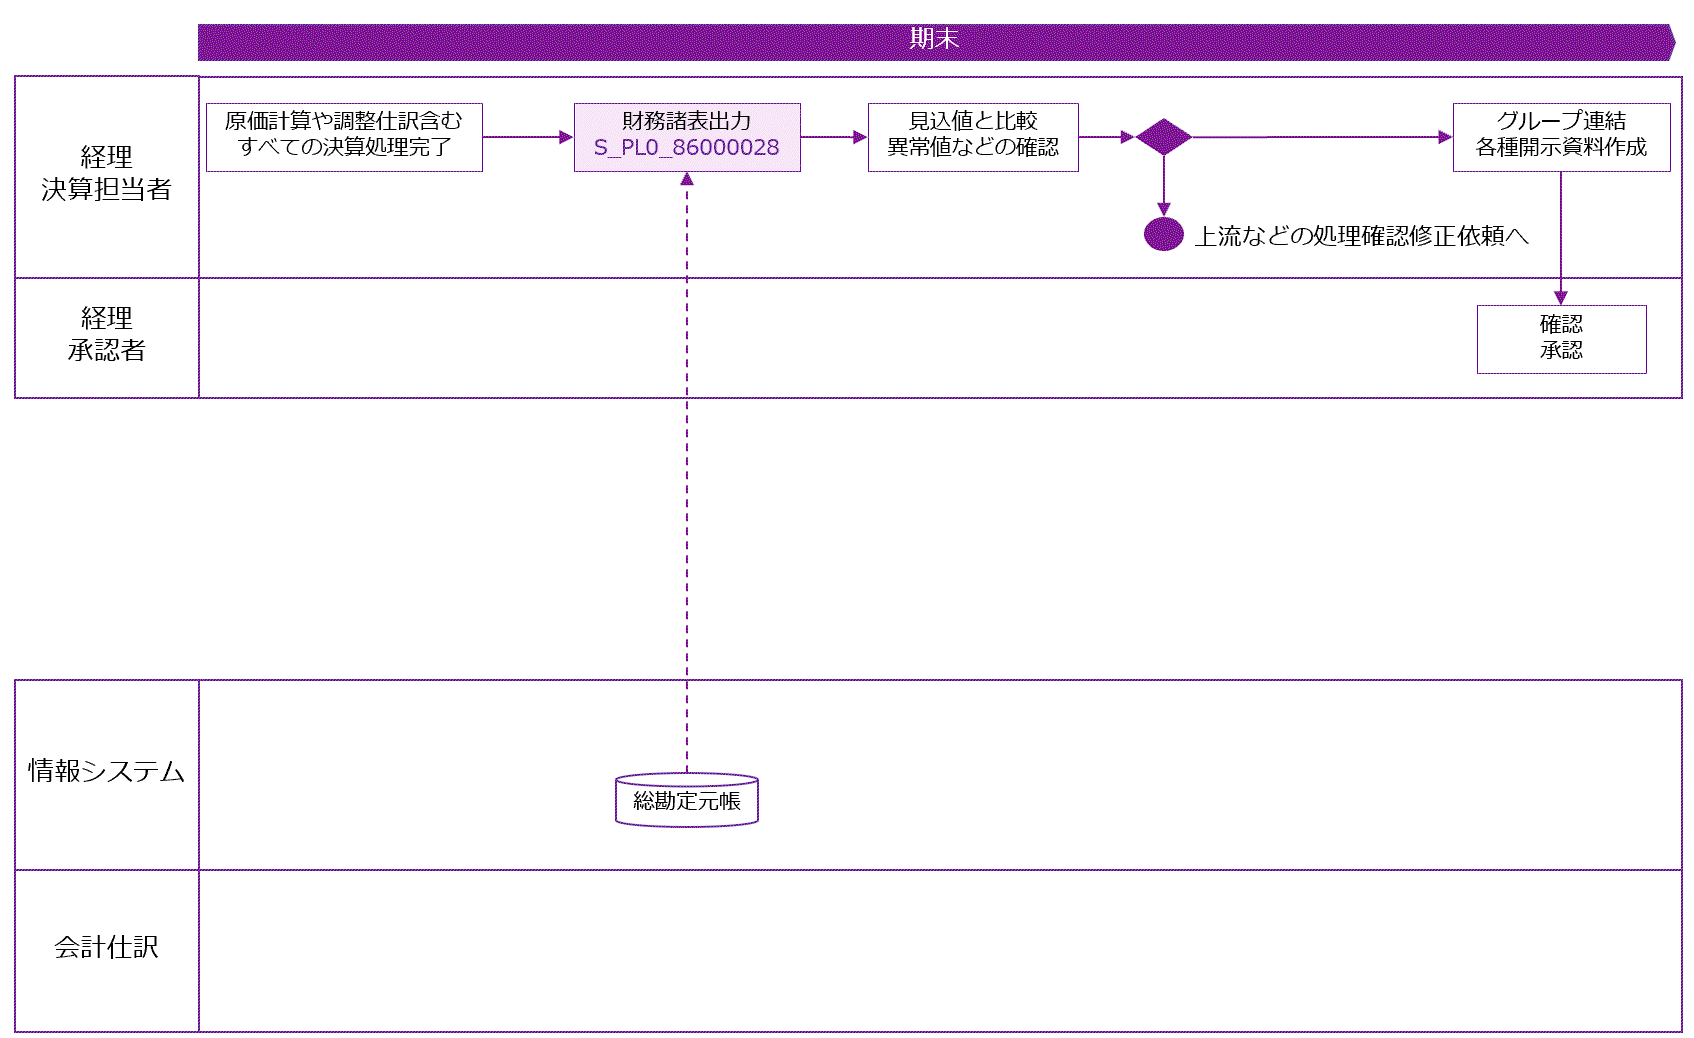 期末
経理
決算担当者
原価計算や調整仕訳含む
すべての決算処理完了
財務諸表出力
S_PL0_86000028
見込値と比較
異常値などの確認
グループ連結
各種開示資料作成
上流などの処理確認修正依頼へ
経理
承認者
確認
承認
情報システム
総勘定元帳
会計仕訳